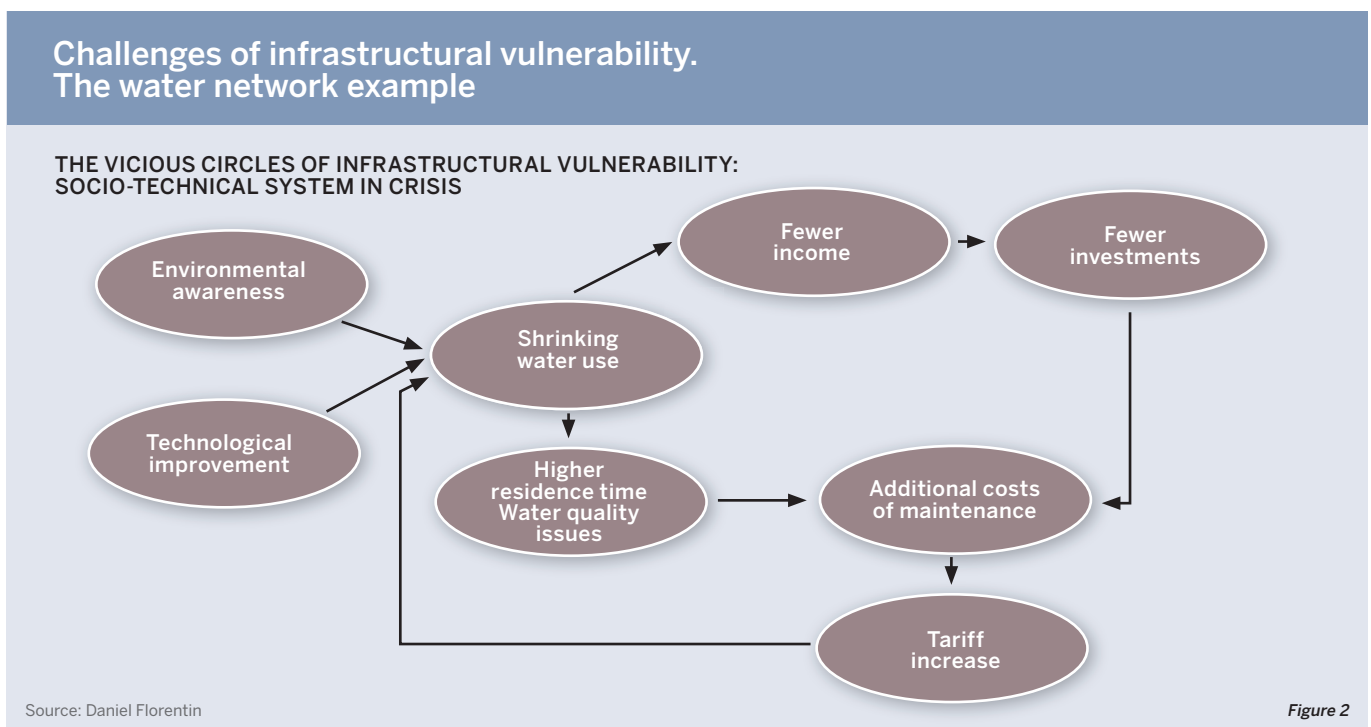 Challenges of infrastructural vulnerability.
The water network example
THE VICIOUS CIRCLES OF INFRASTRUCTURAL VULNERABILITY:
SOCIO-TECHNICAL SYSTEM IN CRISIS
Environmental
awareness
Technological
improvement
Shrinking
water use
Fewer
income
Fewer
investments
Higher
residence time
Water quality
issues
Additional costs
of maintenance
Tariff
increase
Source: Daniel Florentin
Figure 2